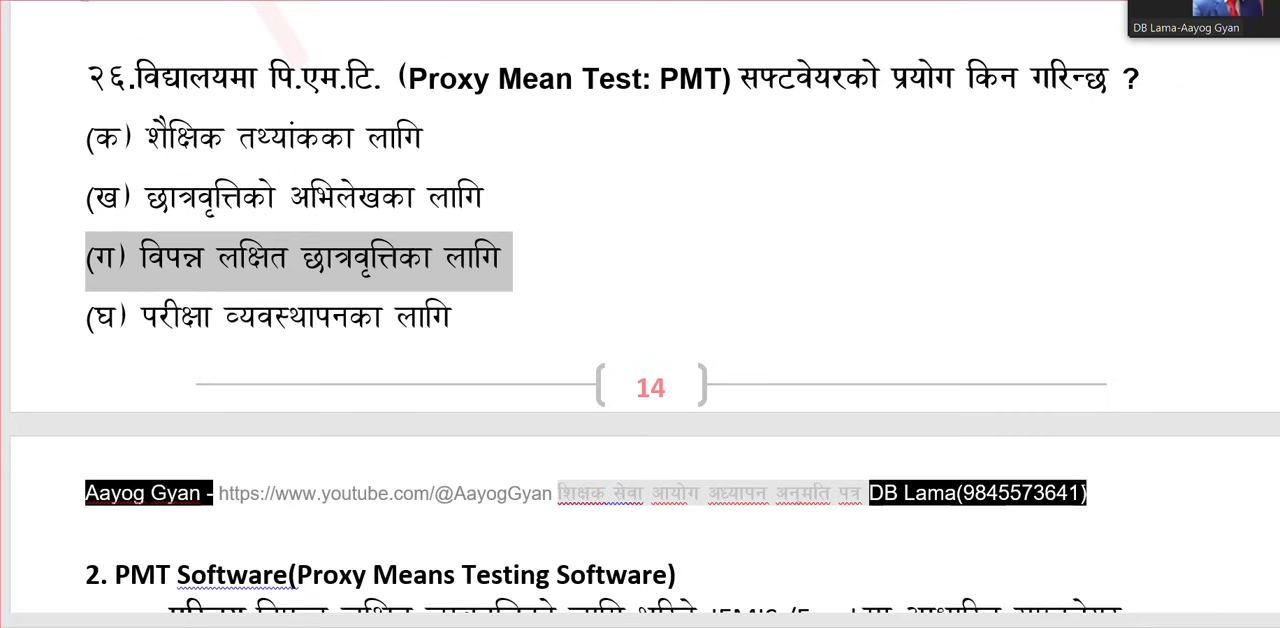 DB Lama-Aayog Gyan
२६.विद्यालयमा पि.एम.टि. (Proxy Mean Test: PMT) सफ्टवेयरको प्रयोग किन गरिन्छ ?
(क) शैक्षिक तथ्यांकका लागि
(ख) छात्रवृत्तिको अभिलेखका लागि
(ग) विपन्न लक्षित छात्रवृत्तिका लागि
(घ) परीक्षा व्यवस्थापनका लागि
14
Aayog Gyan - https://www.youtube.com/@AayogGyan शिक्षक सेवा आयोग अध्यापन अनुमति पत्र DB Lama(9845573641)
2. PMT Software(Proxy Means Testing Software)